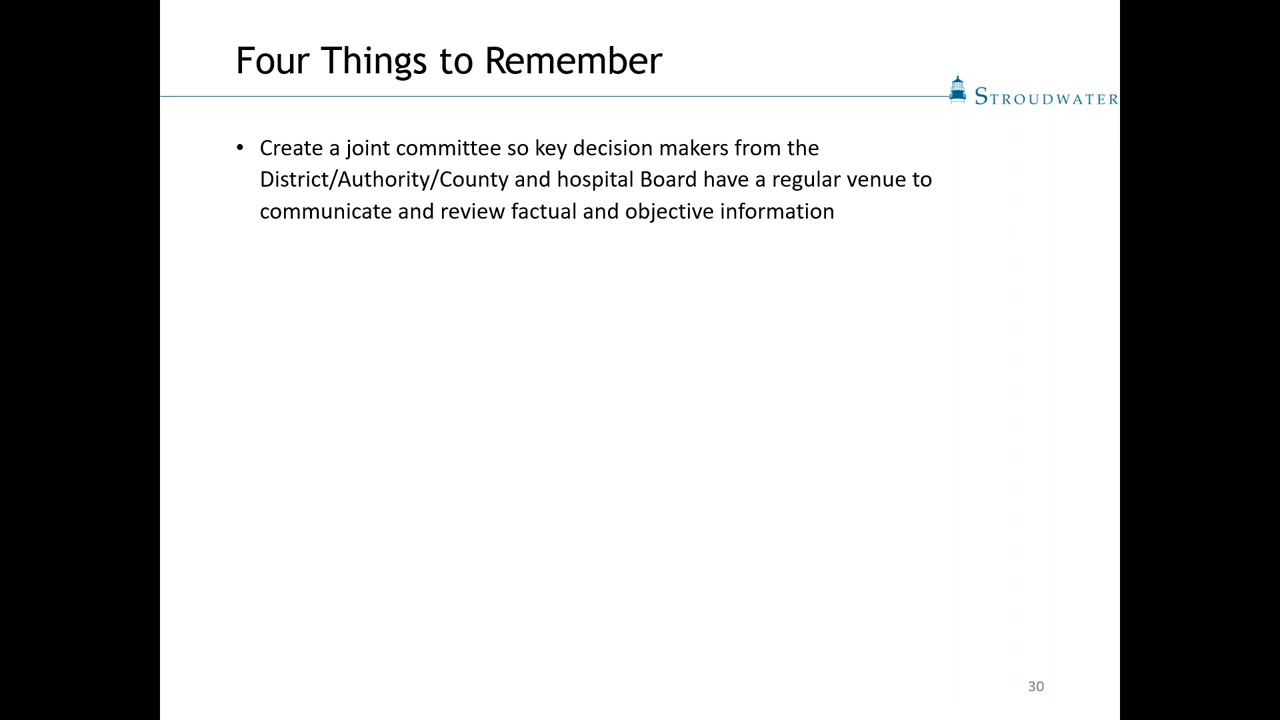 Four Things to Remember
STROUDWATER
• Create a joint committee so key decision makers from the
District/Authority/County and hospital Board have a regular venue to
communicate and review factual and objective information
30